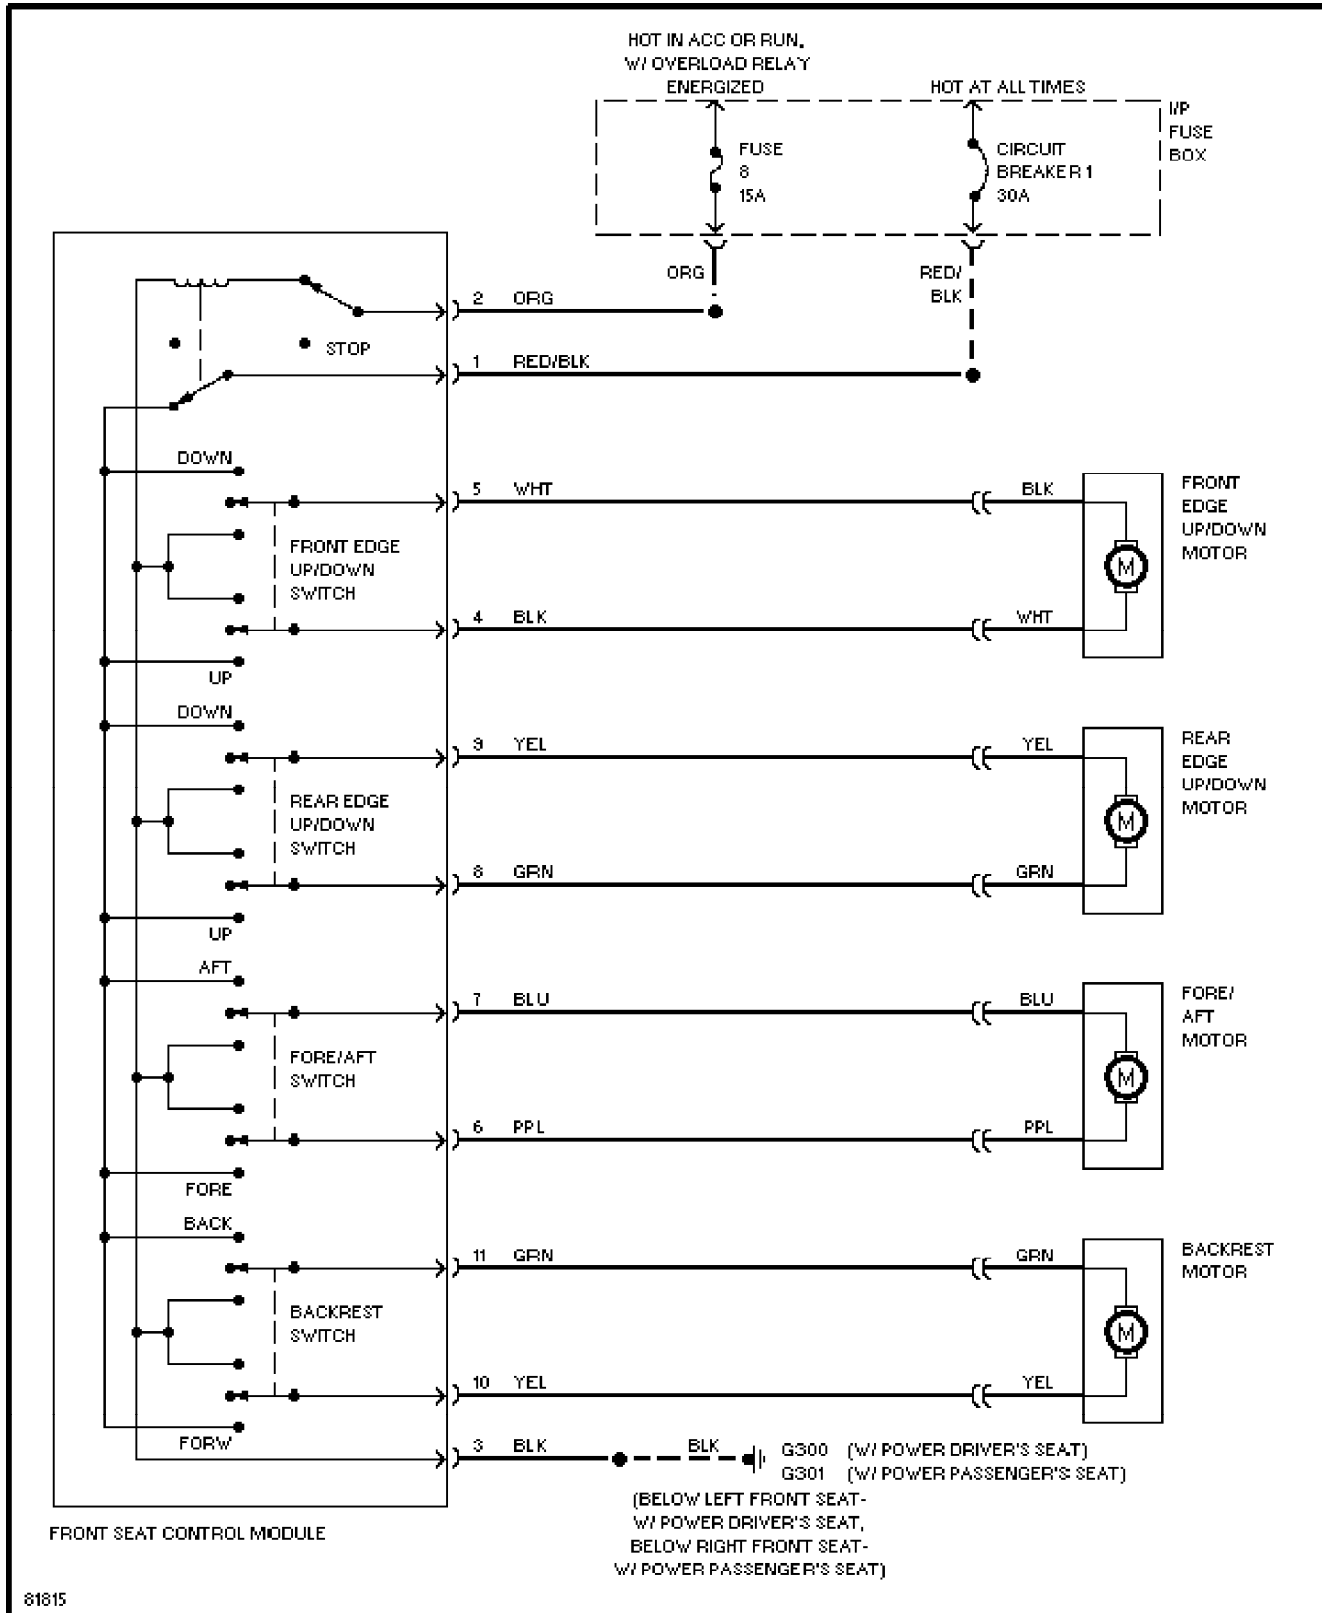 HOT IN ACC OR RUN,
W/ OVERLOAD RELAY
ENERGIZED
HOT AT ALL TIMES
I/P
FUSE
BOX
FUSE
8
15A
CIRCUIT
BREAKER 1
30A
ORG
RED/
BLK
2 ORG
STOP
1 RED/BLK
DOWN
5 WHT BLK
FRONT
EDGE
UP/DOWN
MOTOR
FRONT EDGE
UP/DOWN
SWITCH
M
4 BLK WHT
UP
DOWN
9 YEL YEL
REAR
EDGE
UP/DOWN
MOTOR
REAR EDGE
UP/DOWN
SWITCH
M
8 GRN GRN
UP
AFT
7 BLU BLU
FORE/
AFT
MOTOR
FORE/AFT
SWITCH
M
6 PPL PPL
FORE
BACK
11 GRN GRN
BACKREST
MOTOR
BACKREST
SWITCH
M
10 YEL YEL
FORW
3 BLK BLK
G300 (W/ POWER DRIVER'S SEAT)
G301 (W/ POWER PASSENGER'S SEAT)
(BELOW LEFT FRONT SEAT-
W/ POWER DRIVER'S SEAT,
BELOW RIGHT FRONT SEAT-
W/ POWER PASSENGER'S SEAT)
FRONT SEAT CONTROL MODULE
81815